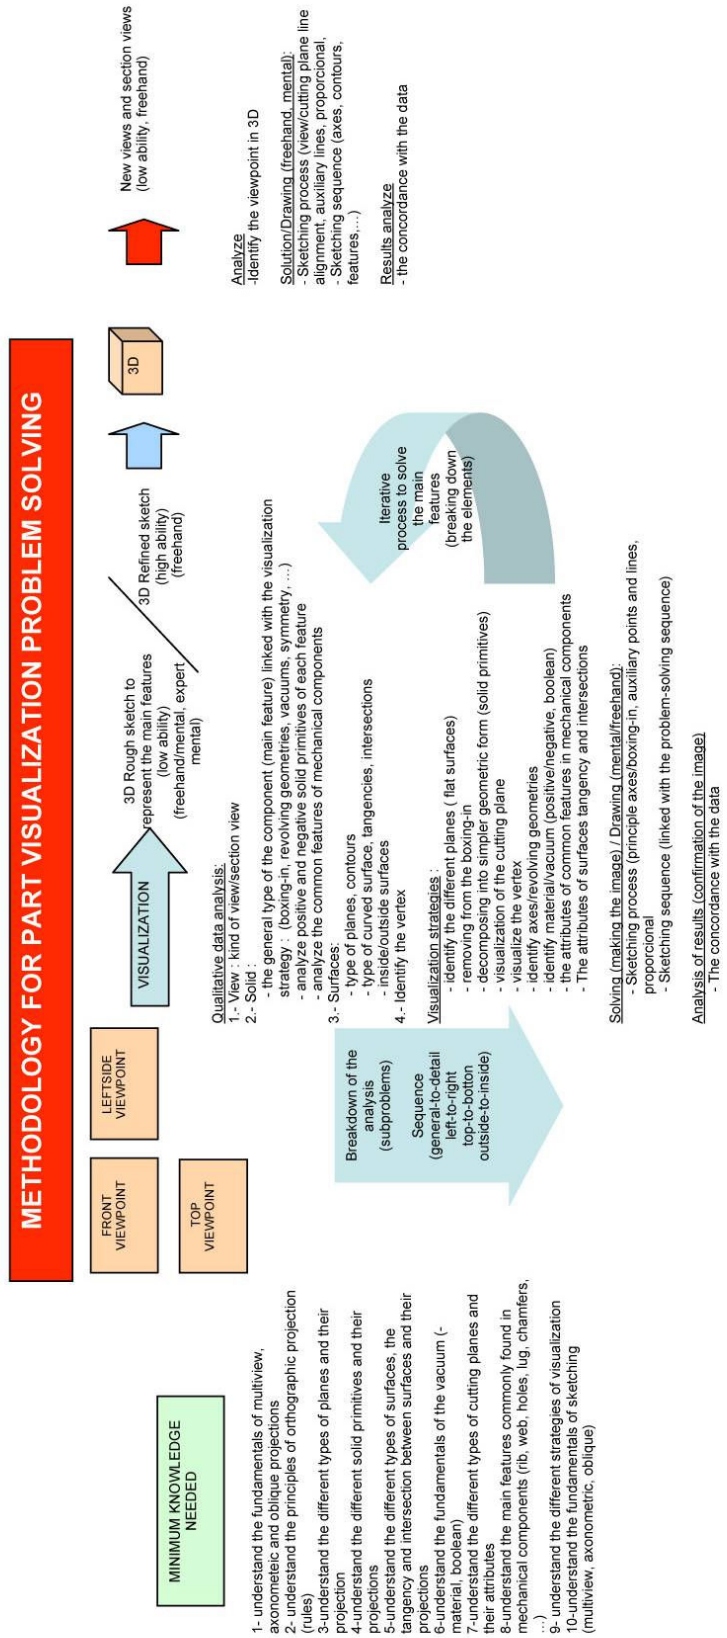 METHODOLOGY FOR PART VISUALIZATION PROBLEM SOLVING
MINIMUM KNOWLEDGE
NEEDED
1- understand the fundamentals of multiview,
axonometeic and oblique projections
2- understand the principles of orthographic projection
(rules)
3-understand the different types of planes and their
projection
4-understand the different solid primitives and their
projections
5-understand the different types of surfaces, the
tangency and intersection between surfaces and their
projections
6-understand the fundamentals of the vacuum (-
material, boolean)
7-understand the different types of cutting planes and
their attributes
8-understand the main features commonly found in
mechanical components (rib, web, holes, lug, chamfers,
…)
9- understand the different strategies of visualization
10-understand the fundamentals of sketching
(multiview, axonometric, oblique)
FRONT
VIEWPOINT
LEFTSIDE
VIEWPOINT
TOP
VIEWPOINT
VISUALIZATION
3D Rough sketch to
represent the main features
(low ability)
(freehand/mental, expert
mental)
3D Refined sketch
(high ability)
(freehand)
3D
New views and section views
(low ability, freehand)
Breakdown of the
analysis
(subproblems)
Sequence
(general-to-detail
left-to-right
top-to-botton
outside-to-inside)
Qualitative data analysis:
1.- View : kind of view/section view
2.- Solid :
- the general type of the component (main feature) linked with the visualization
strategy : (boxing-in, revolving geometries, vacuums, symmetry, …)
- analyze positive and negative solid primitives of each feature
- analyze the common features of mechanical components
3.- Surfaces:
- type of planes, contours
- type of curved surface, tangencies, intersections
- inside/outside surfaces
4.- Identify the vertex
Visualization strategies :
- identify the different planes ( flat surfaces)
- removing from the boxing-in
- decomposing into simpler geometric form (solid primitives)
- visualization of the cutting plane
- visualize the vertex
- identify axes/revolving geometries
- identify material/vacuum (positive/negative, boolean)
- the attributes of common features in mechanical components
- The attributes of surfaces tangency and intersections
Solving (making the image) / Drawing (mental/freehand):
- Sketching process (principle axes/boxing-in, auxiliary points and lines,
proporcional
- Sketching sequence (linked with the problem-solving sequence)
Analysis of results (confirmation of the image)
- The concordance with the data
Iterative
process to solve
the main
features
(breaking down
the elements)
Analyze
-Identify the viewpoint in 3D
Solution/Drawing (freehand, mental):
- Sketching process (view/cutting plane line
alignment, auxiliary lines, proporcional,
- Sketching sequence (axes, contours,
features,…)
Results analyze
- the concordance with the data